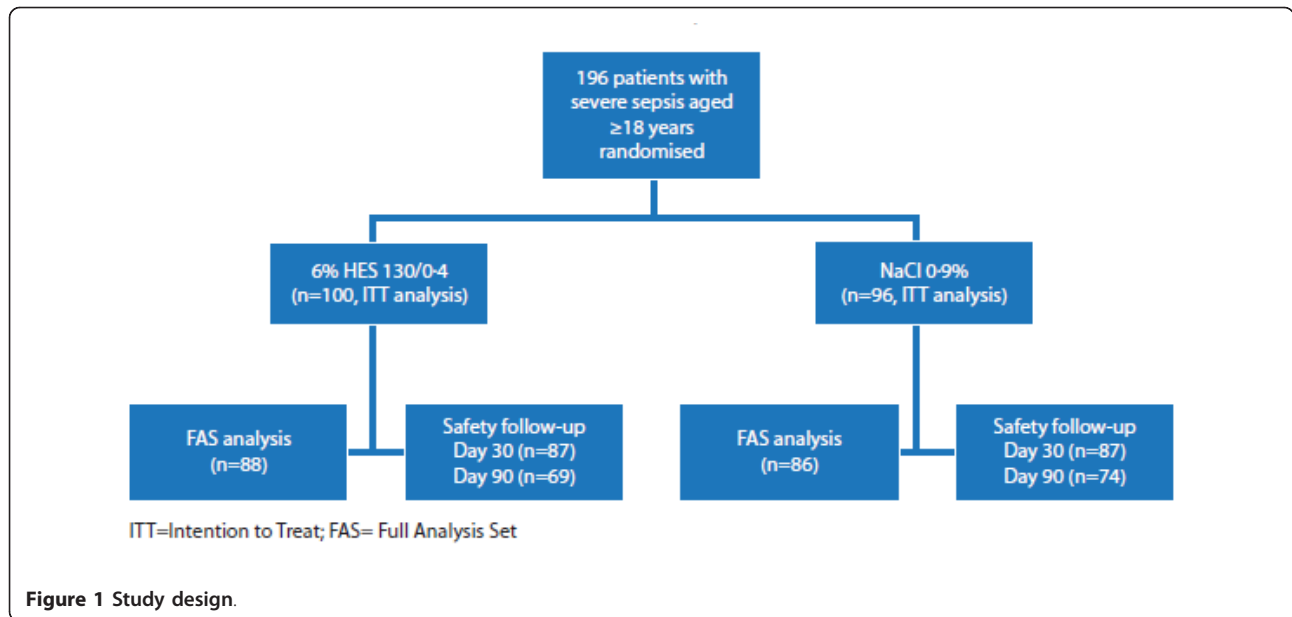 196 patients with
severe sepsis aged
≥18 years
randomised
6% HES 130/0·4
(n=100, ITT analysis)
NaCl 0·9%
(n=96, ITT analysis)
FAS analysis
(n=88)
Safety follow-up
Day 30 (n=87)
Day 90 (n=69)
FAS analysis
(n=86)
Safety follow-up
Day 30 (n=87)
Day 90 (n=74)
ITT=Intention to Treat; FAS= Full Analysis Set
Figure 1 Study design.